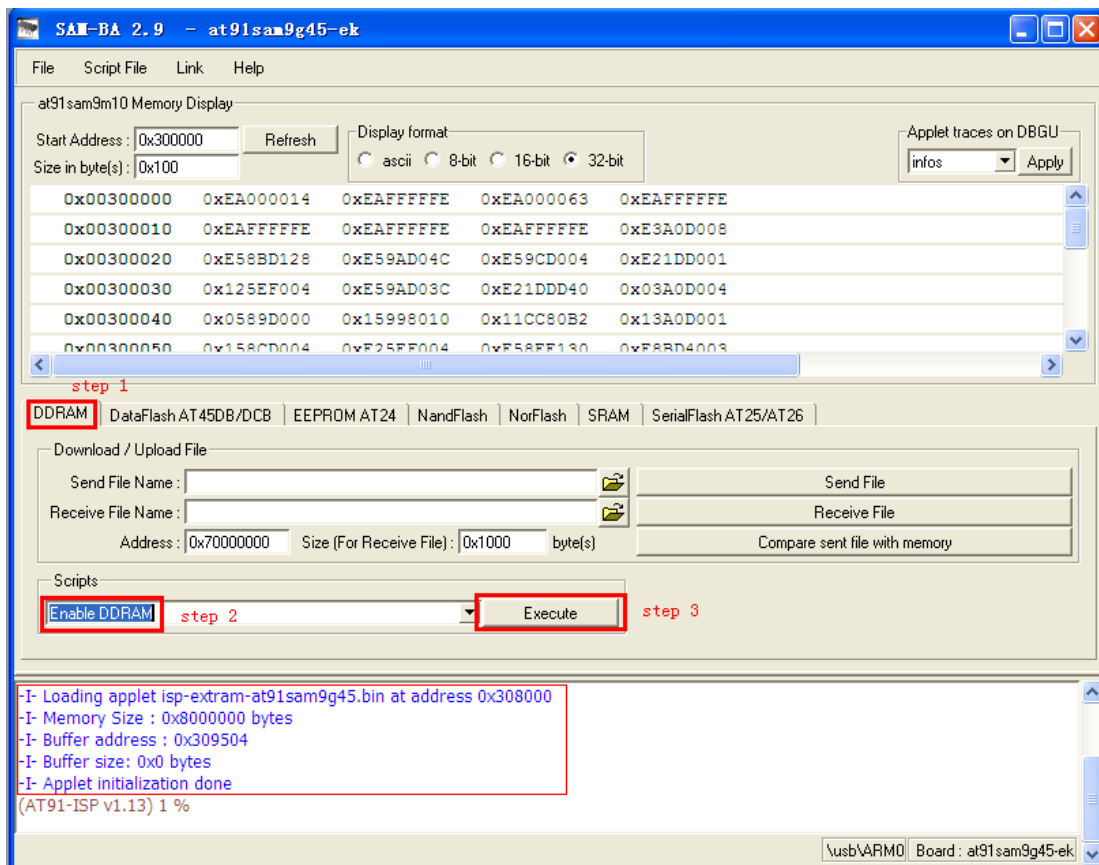 SAM-BA 2.9 - at91sam9g45-ek
File Script File Link Help
at91sam9m10 Memory Display
Start Address : 0x300000 Refresh
Size in byte(s) : 0x100
Display format
ascii 8-bit 16-bit 32-bit
Applet traces on DBGU
infos Apply
0x00300000 0xEA000014 0xEAFFFFFE 0xEA000063 0xEAFFFFFE
0x00300010 0xEAFFFFFE 0xEAFFFFFE 0xEAFFFFFE 0xE3A0D008
0x00300020 0xE58BD128 0xE59AD04C 0xE59CD004 0xE21DD001
0x00300030 0x125EF004 0xE59AD03C 0xE21DDD40 0x03A0D004
0x00300040 0x0589D000 0x15998010 0x11CC80B2 0x13A0D001
0x00300050 0x158CD004 0xE25EF004 0xE58EE130 0xE8BD4003
step 1
DDRAM DataFlash AT45DB/DCB EEPROM AT24 NandFlash NorFlash SRAM SerialFlash AT25/AT26
Download / Upload File
Send File Name : Send File
Receive File Name : Receive File
Address : 0x70000000 Size (For Receive File) : 0x1000 byte(s) Compare sent file with memory
Scripts
Enable DDRAM step 2 Execute step 3
-I- Loading applet isp-extram-at91sam9g45.bin at address 0x308000
-I- Memory Size : 0x8000000 bytes
-I- Buffer address : 0x309504
-I- Buffer size: 0x0 bytes
-I- Applet initialization done
(AT91-ISP v1.13) 1 %
\usb\ARM0 Board : at91sam9g45-ek